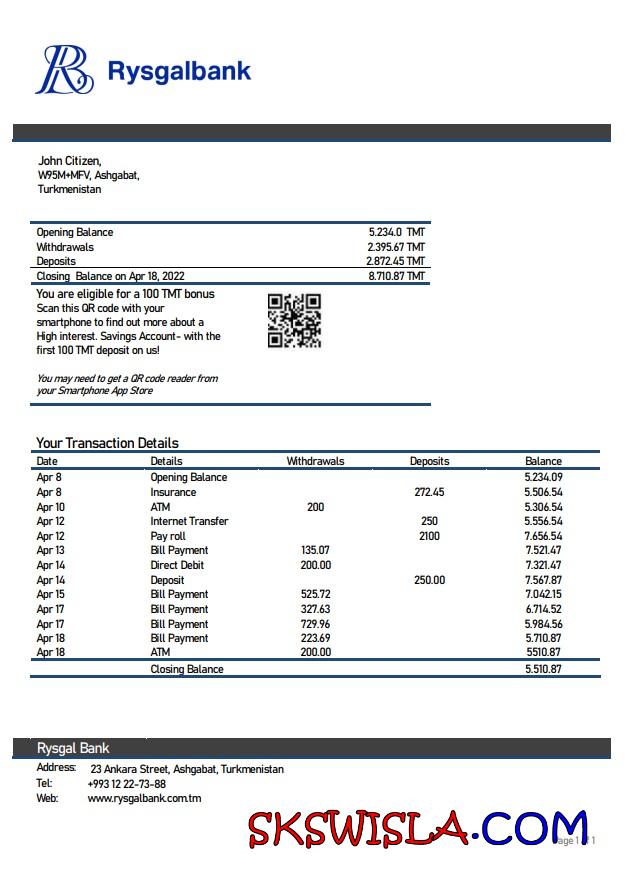 Rysgalbank
John Citizen,
W95M+MFV, Ashgabat,
Turkmenistan
Opening Balance 5.234.0 TMT
Withdrawals 2.395.67 TMT
Deposits 2.872.45 TMT
Closing Balance on Apr 18, 2022 8.710.87 TMT
You are eligible for a 100 TMT bonus
Scan this QR code with your
smartphone to find out more about a
High interest. Savings Account- with the
first 100 TMT deposit on us!
You may need to get a QR code reader from
your Smartphone App Store
Your Transaction Details
Date Details Withdrawals Deposits Balance
Apr 8 Opening Balance 5.234.09
Apr 8 Insurance 272.45 5.506.54
Apr 10 ATM 200 5.306.54
Apr 12 Internet Transfer 250 5.556.54
Apr 12 Pay roll 2100 7.656.54
Apr 13 Bill Payment 135.07 7.521.47
Apr 14 Direct Debit 200.00 7.321.47
Apr 14 Deposit 250.00 7.567.87
Apr 15 Bill Payment 525.72 7.042.15
Apr 17 Bill Payment 327.63 6.714.52
Apr 17 Bill Payment 729.96 5.984.56
Apr 18 Bill Payment 223.69 5.710.87
Apr 18 ATM 200.00 5510.87
Closing Balance 5.510.87
Rysgal Bank
Address: 23 Ankara Street, Ashgabat, Turkmenistan
Tel: +993 12 22-73-88
Web: www.rysgalbank.com.tm
SKSWISLA.COM